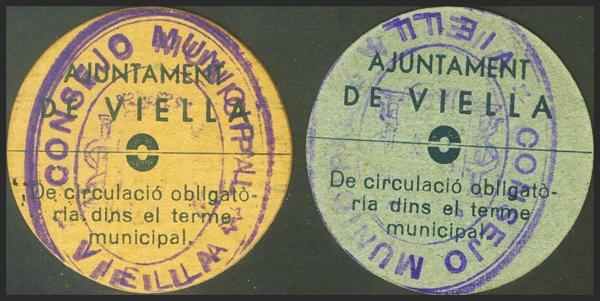 AJUNTAMENT
DE VIELLA
De circulació obligatò-
ria dins el terme
municipal.
CONSEJO MUNICIPAL
VIELLA
AJUNTAMENT
DE VIELLA
De circulació obligatò-
ria dins el terme
municipal.
CONSEJO MUNICIPAL
VIELLA